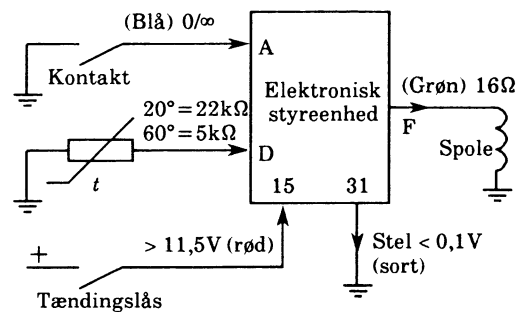 (Blå) 0/∞
A
Kontakt
Elektronisk
styreenhed
(Grøn) 16Ω
F
Spole
20°=22kΩ
60°=5kΩ
D
t
15 31
+
> 11,5V (rød)
Stel < 0,1V
(sort)
Tændingslås